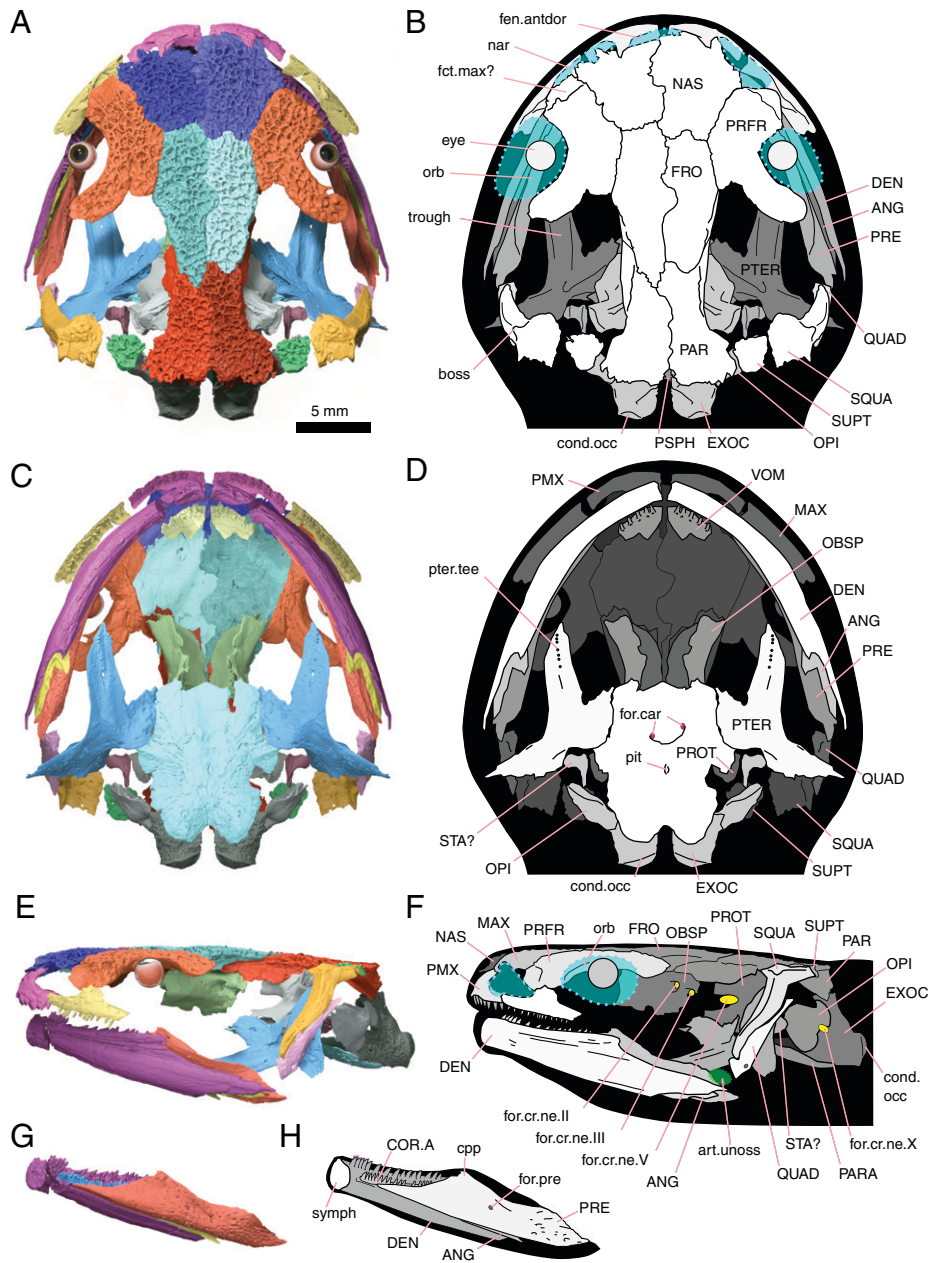 A
5 mm
B
fen.antdor
nar
fct.max?
NAS
PRFR
eye
orb
FRO
trough
DEN
ANG
PRE
PTER
QUAD
boss
PAR
SQUA
SUPT
OPI
cond.occ
PSPH
EXOC
C
D
PMX
VOM
MAX
OBSP
pter.tee
DEN
ANG
PRE
for.car
PTER
pit
PROT
QUAD
STA?
SQUA
OPI
SUPT
cond.occ
EXOC
E
F
NAS
MAX
PRFR
orb
FRO
OBSP
PROT
SQUA
SUPT
PAR
PMX
OPI
EXOC
DEN
cond.
occ
for.cr.ne.II
for.cr.ne.III
for.cr.ne.V
ANG
art.unoss
QUAD
STA?
PARA
for.cr.ne.X
G
H
COR.A
cpp
for.pre
symph
PRE
DEN
ANG